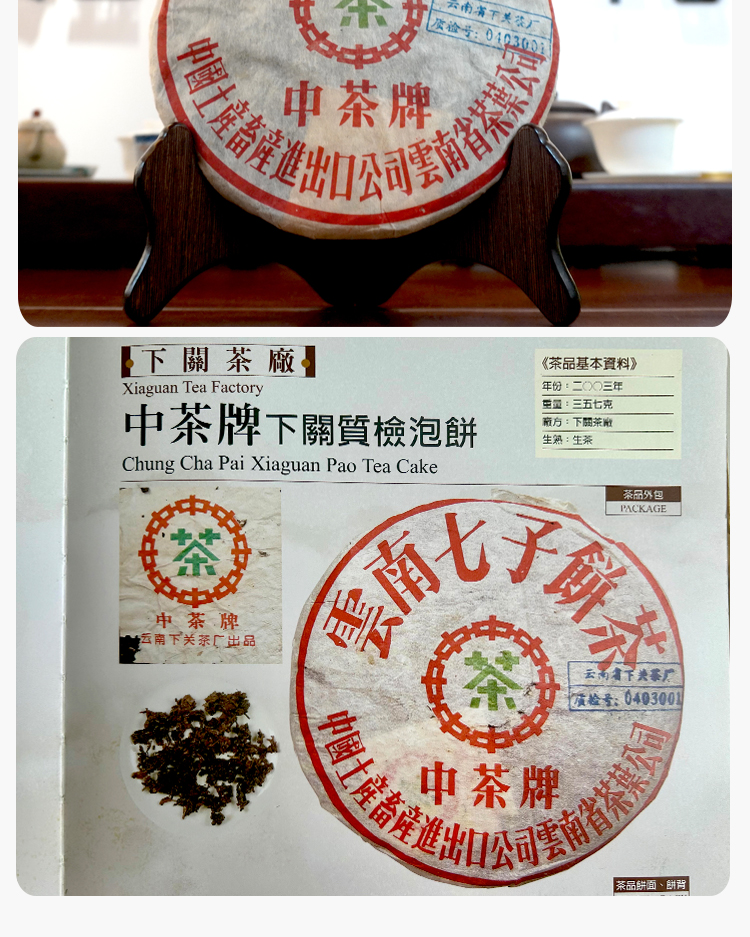 茶
云南省下关茶厂
质检号：0403001
中茶牌
中國土產畜產進出口公司雲南省茶葉公司
下關茶廠
Xiaguan Tea Factory
中茶牌下關質檢泡餅
Chung Cha Pai Xiaguan Pao Tea Cake
《茶品基本資料》
年份：二〇〇三年
重量：三五七克
廠方：下關茶廠
生熟：生茶
茶品外包
PACKAGE
茶
中茶牌
云南下关茶厂出品
雲南七子餅茶
茶
云南省下关茶厂
质检号：0403001
中茶牌
中國土產畜產進出口公司雲南省茶葉公司
茶品餅面、餅背